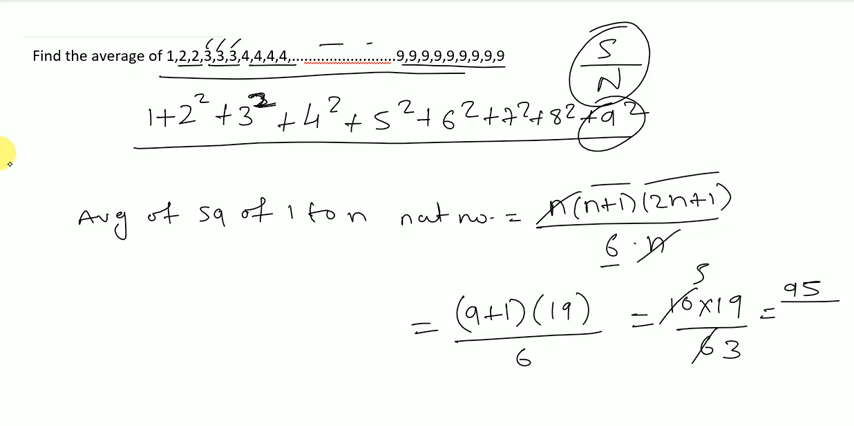 Find the average of 1,2,2,3,3,3,4,4,4,4,...........................9,9,9,9,9,9,9,9,9
S
N
1+2²+3²+4²+5²+6²+7²+8²+9²
Avg of sq of 1 to n nat no. = n(n+1)(2n+1)
6·n
= (9+1)(19) = 10×19 = 95
5
6 6 3